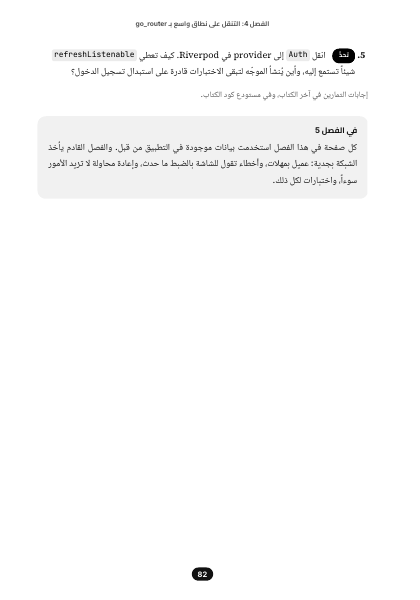 الفصل 4: التنقل على نطاق واسع بـ go_router
5. تحدٍّ انقل Auth إلى provider في Riverpod. كيف تعطي refreshListenable
شيئاً تستمع إليه، وأين يُنشأ الموجّه لتبقى الاختبارات قادرة على استبدال تسجيل الدخول؟
إجابات التمارين في آخر الكتاب، وفي مستودع كود الكتاب.
في الفصل 5
كل صفحة في هذا الفصل استخدمت بيانات موجودة في التطبيق من قبل. والفصل القادم يأخذ
الشبكة بجدية: عميل بمهلات، وأخطاء تقول للشاشة بالضبط ما حدث، وإعادة محاولة لا تزيد الأمور
سوءاً، واختبارات لكل ذلك.
82